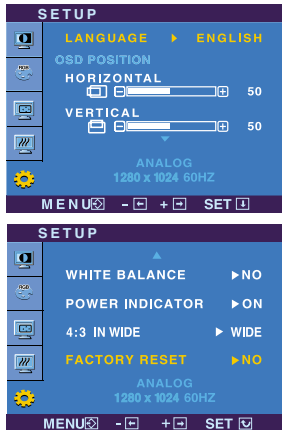 SETUP
LANGUAGE ▶ ENGLISH
OSD POSITION
HORIZONTAL
50
VERTICAL
50
ANALOG
1280 x 1024 60HZ
MENU - + SET
SETUP
WHITE BALANCE ▶NO
POWER INDICATOR ▶ON
4:3 IN WIDE ▶ WIDE
FACTORY RESET ▶NO
ANALOG
1280 x 1024 60HZ
MENU - + SET